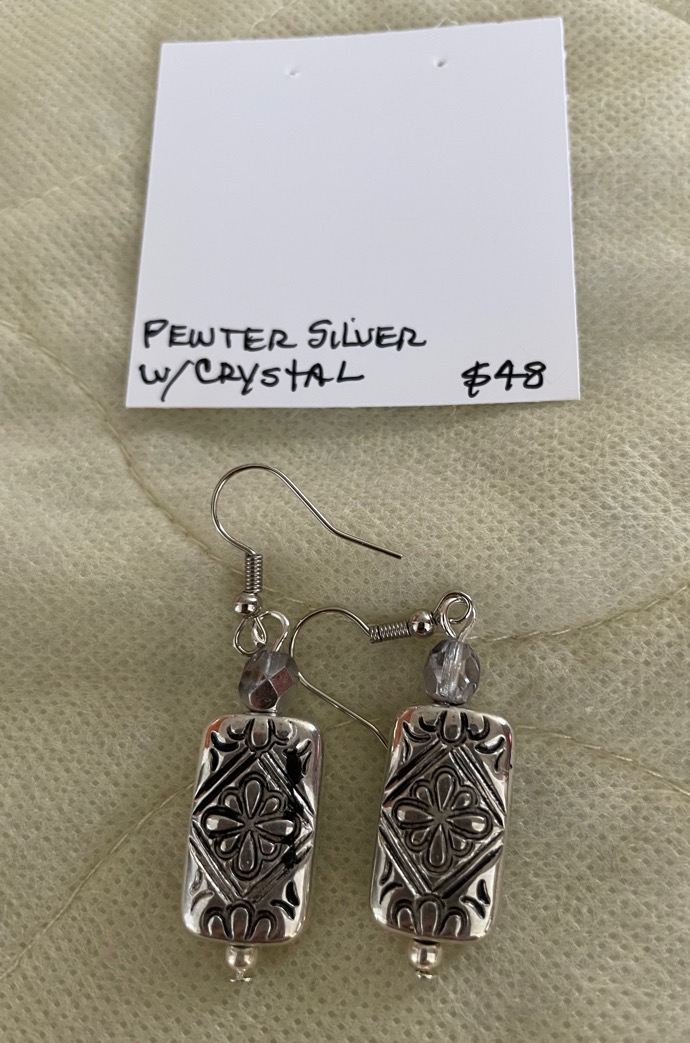 PEWTER SILVER
W/CRYSTAL $48